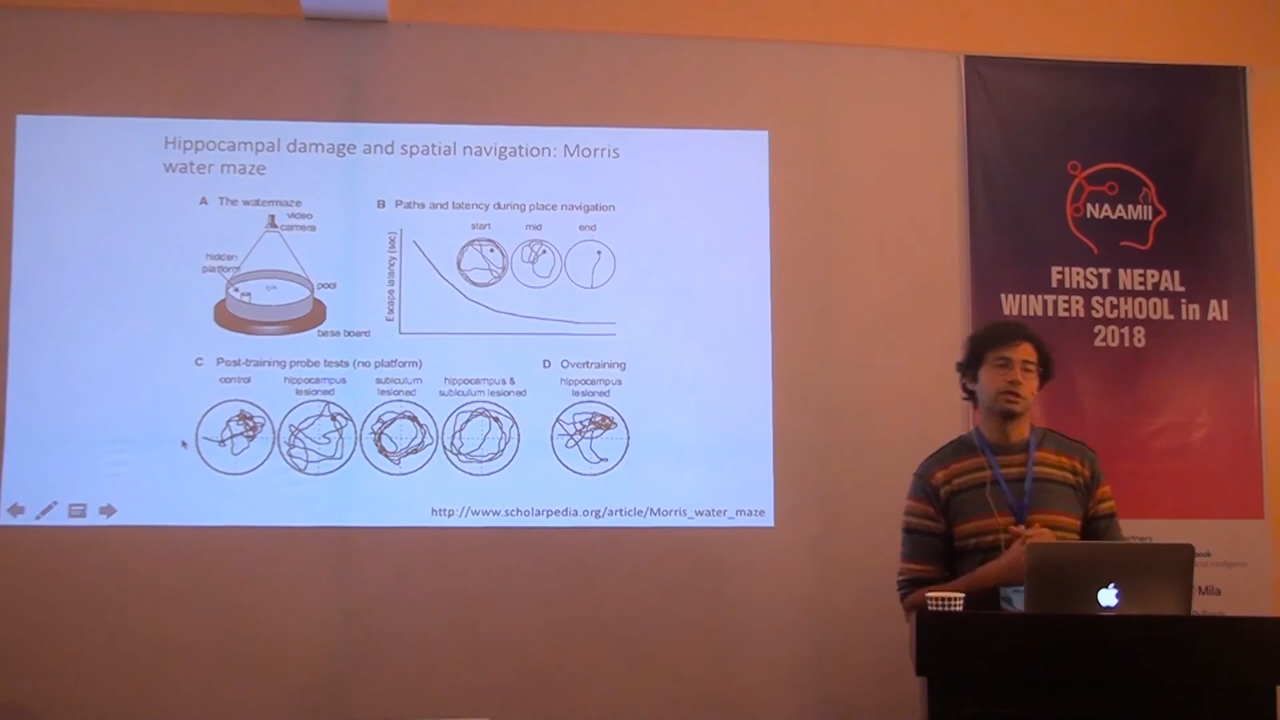 Hippocampal damage and spatial navigation: Morris
water maze
A The watermaze
video
camera
hidden
platform
pool
base board
B Paths and latency during place navigation
start mid end
Escape latency (sec)
C Post-training probe tests (no platform)
control
hippocampus
lesioned
subiculum
lesioned
hippocampus &
subiculum lesioned
D Overtraining
hippocampus
lesioned
http://www.scholarpedia.org/article/Morris_water_maze
NAAMII
FIRST NEPAL
WINTER SCHOOL in AI
2018
Mila